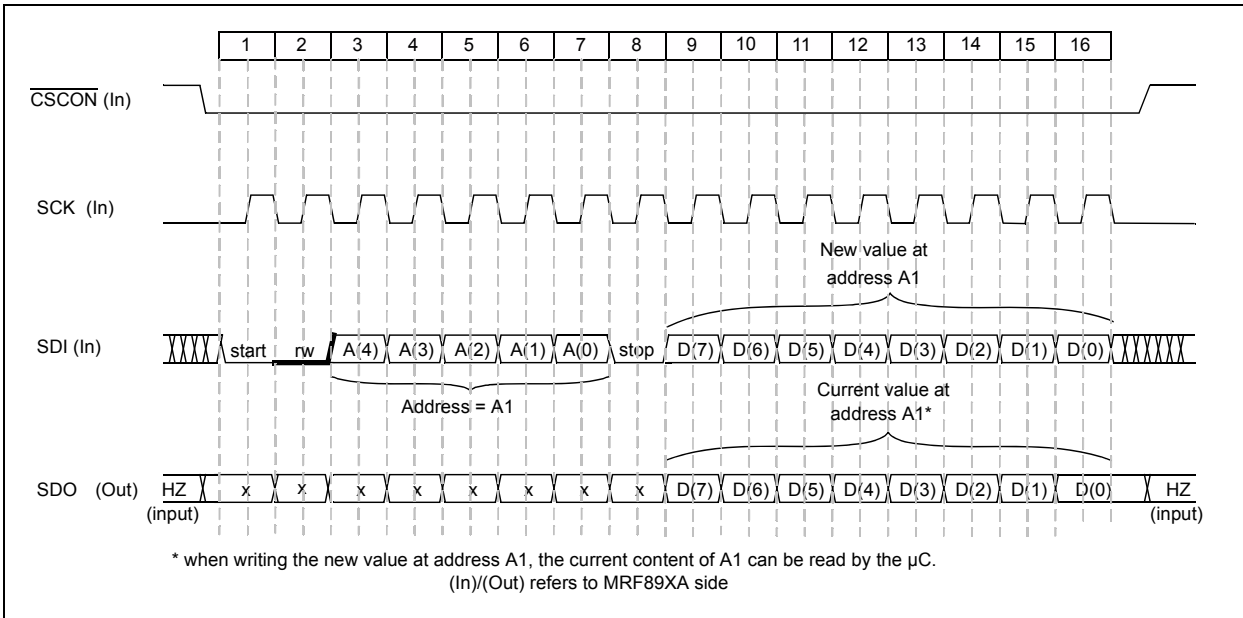 1 2 3 4 5 6 7 8 9 10 11 12 13 14 15 16
CSCON (In)
SCK (In)
New value at
address A1
SDI (In) start rw A(4) A(3) A(2) A(1) A(0) stop D(7) D(6) D(5) D(4) D(3) D(2) D(1) D(0)
Address = A1
Current value at
address A1*
SDO (Out) HZ x x x x x x x x D(7) D(6) D(5) D(4) D(3) D(2) D(1) D(0) HZ
(input) (input)
* when writing the new value at address A1, the current content of A1 can be read by the µC.
(In)/(Out) refers to MRF89XA side